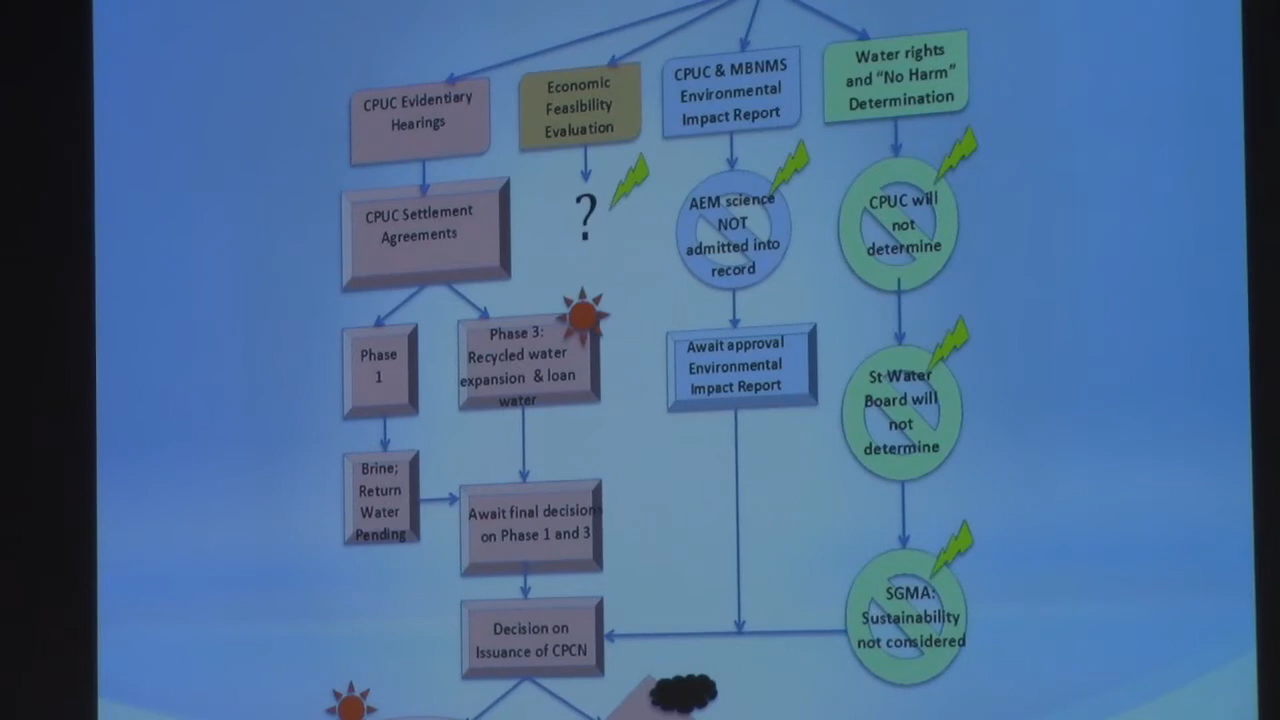 CPUC Evidentiary
Hearings
Economic
Feasibility
Evaluation
CPUC & MBNMS
Environmental
Impact Report
Water rights
and “No Harm”
Determination
CPUC Settlement
Agreements
?
AEM science
NOT
admitted into
record
CPUC will
not
determine
Phase
1
Phase 3:
Recycled water
expansion & loan
water
Await approval
Environmental
Impact Report
St Water
Board will
not
determine
Brine;
Return
Water
Pending
Await final decision
on Phase 1 and 3
SGMA:
Sustainability
not considered
Decision on
Issuance of CPCN